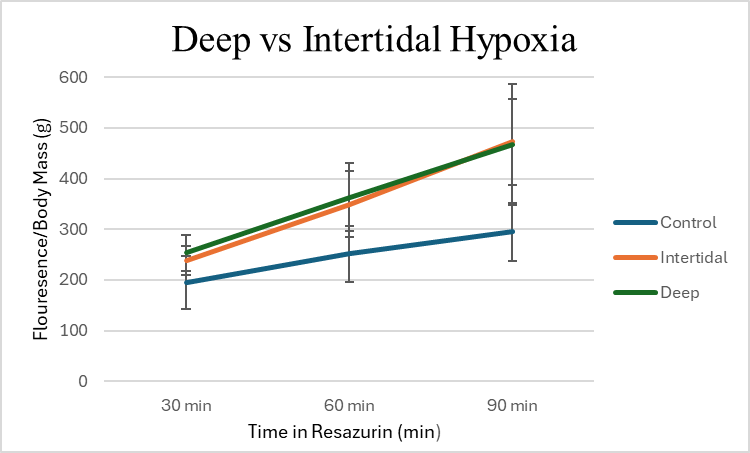 Deep vs Intertidal Hypoxia
600
500
400
300
200
100
0
Flouresence/Body Mass (g)
30 min
60 min
90 min
Time in Resazurin (min)
Control
Intertidal
Deep